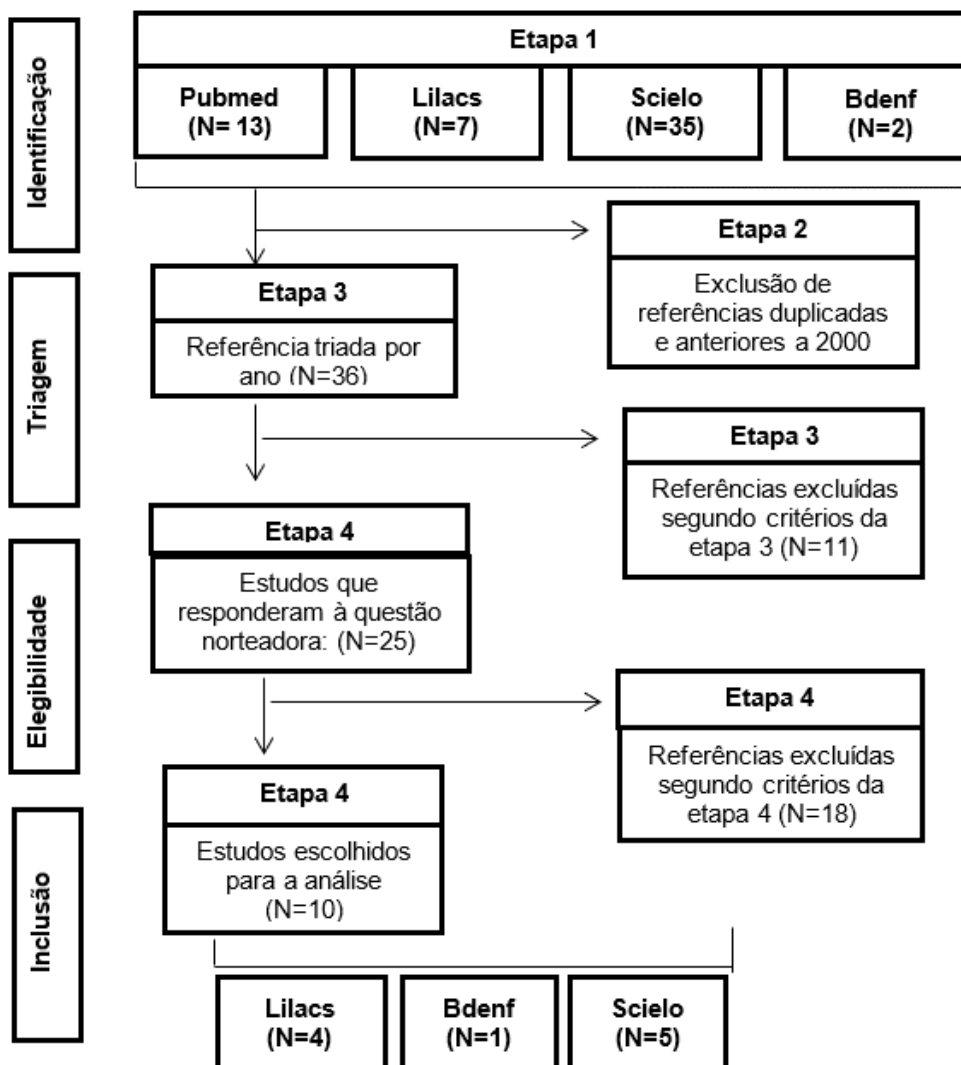 Identificação
Etapa 1
Pubmed
(N= 13)
Lilacs
(N=7)
Scielo
(N=35)
Bdenf
(N=2)
Etapa 2
Exclusão de
referências duplicadas
e anteriores a 2000
Triagem
Etapa 3
Referência triada por
ano (N=36)
Etapa 3
Referências excluídas
segundo critérios da
etapa 3 (N=11)
Elegibilidade
Etapa 4
Estudos que
responderam à questão
norteadora: (N=25)
Etapa 4
Referências excluídas
segundo critérios da
etapa 4 (N=18)
Inclusão
Etapa 4
Estudos escolhidos
para a análise
(N=10)
Lilacs
(N=4)
Bdenf
(N=1)
Scielo
(N=5)